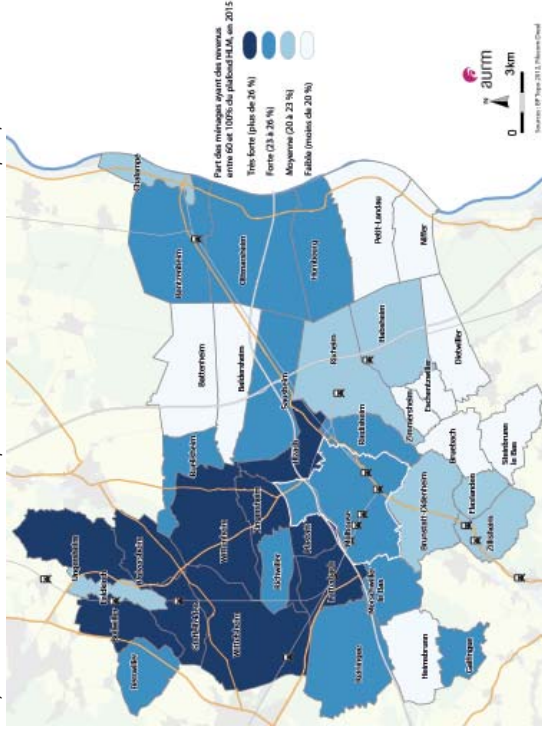 Part des ménages ayant des revenus
entre 60 et 100% du plafond HLM, en 2015
Très forte (plus de 26 %)
Forte (23 à 26 %)
Moyenne (20 à 23 %)
Faible (moins de 20 %)
N
aurm
0
3km
Ungersheim
Feldkirch
Pulversheim
Bollwiller
Berrwiller
Staffelfelden
Wittelsheim
Wittenheim
Ruelisheim
Kingersheim
Richwiller
Pfastatt
Lutterbach
Reiningue
Morschwiller
le Bas
Heimsbrunn
Galfingue
Mulhouse
Illzach
Sausheim
Battenheim
Baldersheim
Chalampé
Bantzenheim
Ottmarsheim
Hombourg
Petit-Landau
Niffer
Rixheim
Habsheim
Riedisheim
Zimmersheim
Eschentzwiller
Dietwiller
Bruebach
Steinbrunn
le Bas
Brunstatt-Didenheim
Flaxlanden
Zillisheim